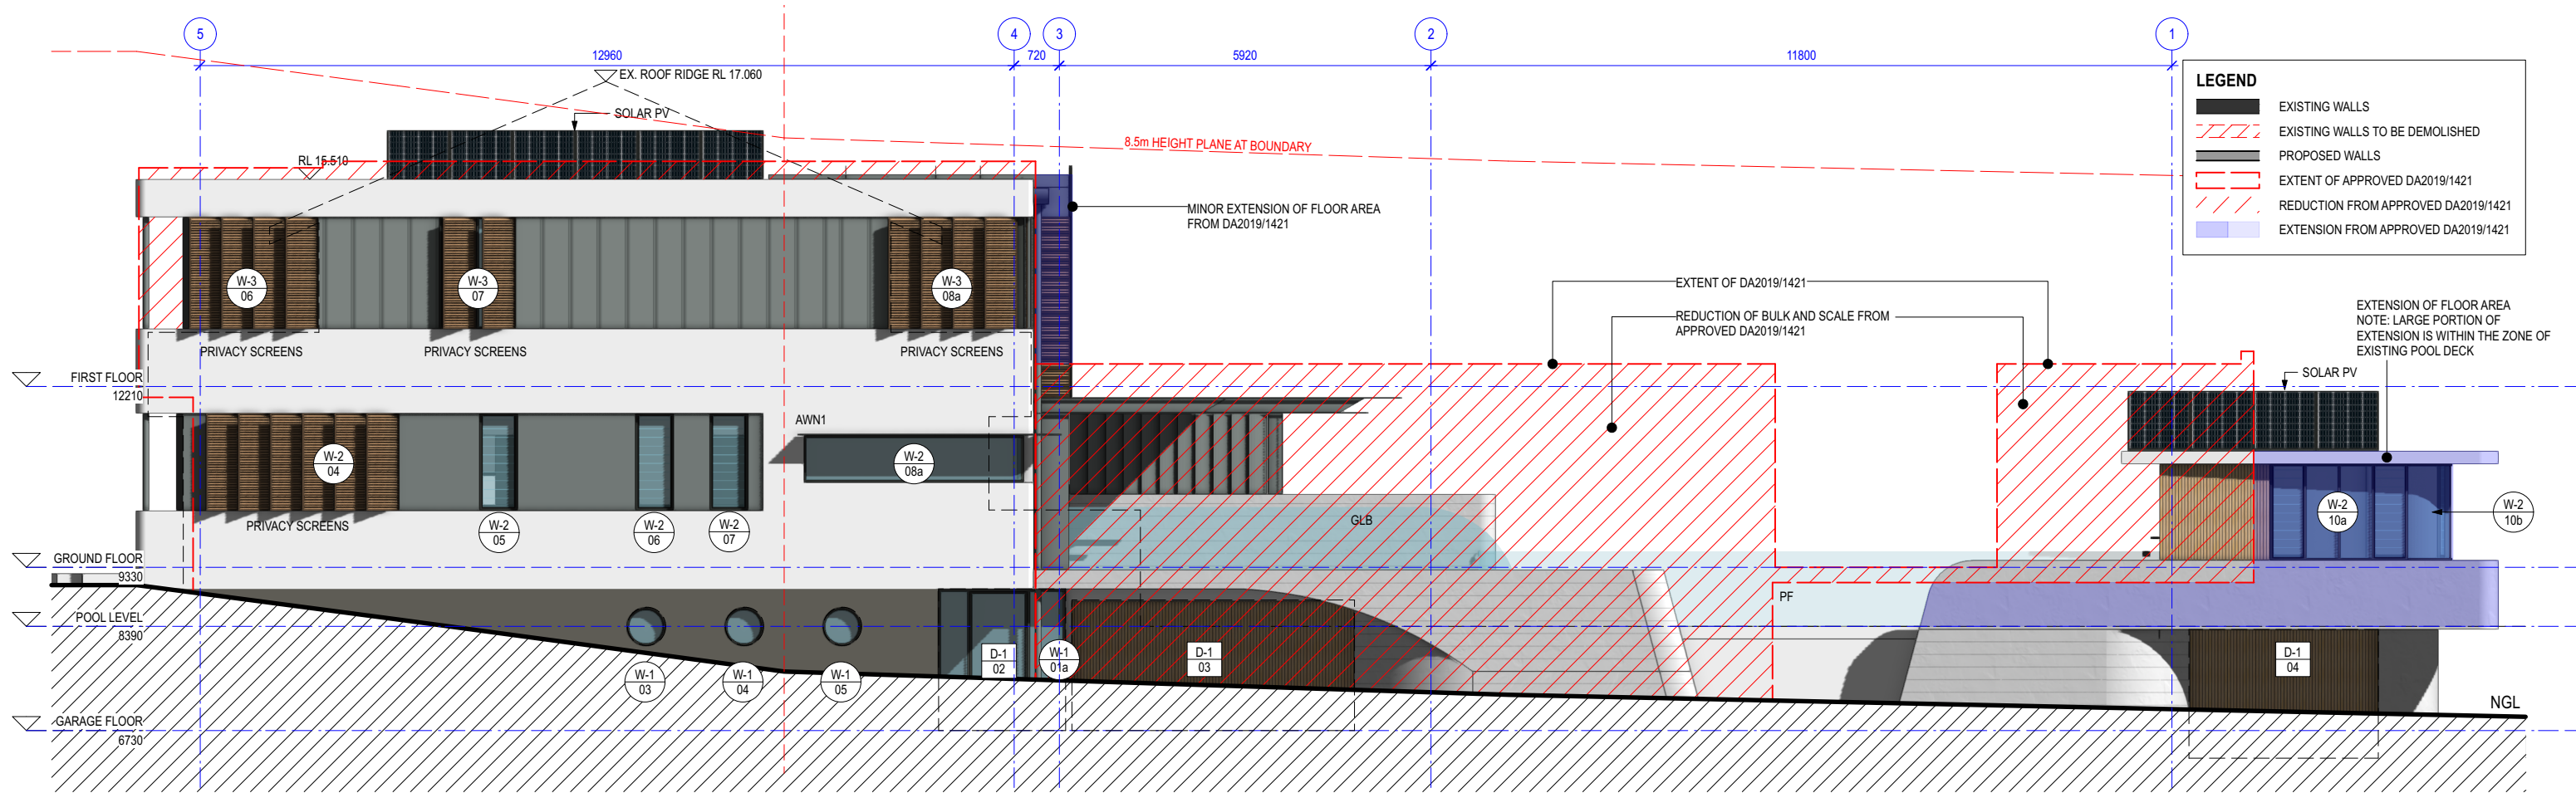 5
4
3
2
1
12960
720
5920
11800
EX. ROOF RIDGE RL 17.060
SOLAR PV
RL 15.510
8.5m HEIGHT PLANE AT BOUNDARY
LEGEND
EXISTING WALLS
EXISTING WALLS TO BE DEMOLISHED
PROPOSED WALLS
EXTENT OF APPROVED DA2019/1421
REDUCTION FROM APPROVED DA2019/1421
EXTENSION FROM APPROVED DA2019/1421
MINOR EXTENSION OF FLOOR AREA
FROM DA2019/1421
EXTENT OF DA2019/1421
REDUCTION OF BULK AND SCALE FROM
APPROVED DA2019/1421
EXTENSION OF FLOOR AREA
NOTE: LARGE PORTION OF
EXTENSION IS WITHIN THE ZONE OF
EXISTING POOL DECK
SOLAR PV
W-3
06
W-3
07
W-3
08a
PRIVACY SCREENS
PRIVACY SCREENS
PRIVACY SCREENS
FIRST FLOOR
12210
AWN1
W-2
04
W-2
08a
PRIVACY SCREENS
W-2
05
W-2
06
W-2
07
GLB
W-2
10a
W-2
10b
GROUND FLOOR
9330
PF
POOL LEVEL
8390
W-1
03
W-1
04
W-1
05
D-1
02
W-1
01a
D-1
03
D-1
04
NGL
GARAGE FLOOR
6730